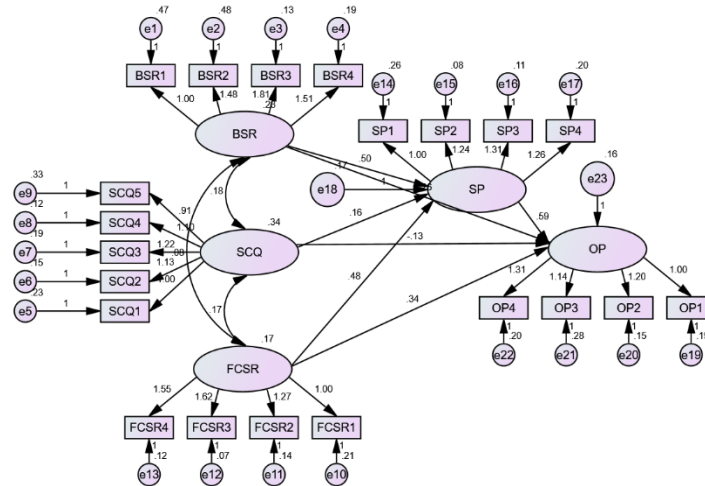 .47 .48 .13 .19
e1 e2 e3 e4
1 1 1 1
BSR1 BSR2 BSR3 BSR4
1.00 1.48 1.81 1.51
BSR
.26 .08 .11 .20
e14 e15 e16 e17
1 1 1 1
SP1 SP2 SP3 SP4
1.00 1.24 1.31 1.26
.50
.17
e18
1
SP
.16
e23
1
.33
e9 1 SCQ5 .91
.12
e8 1 SCQ4 1.10
.19
e7 1 SCQ3 1.22
.15
e6 1 SCQ2 1.13
.23
e5 1 SCQ1 1.00
.18
.34
SCQ
.16
-.13
.59
OP
.08
.17
.48
.34
1.31 1.14 1.20 1.00
OP4 OP3 OP2 OP1
1 1 1 1
.20 .28 .15
e22 e21 e20 e19
.17
FCSR
1.55 1.62 1.27 1.00
FCSR4 FCSR3 FCSR2 FCSR1
1 1 1 1
.12 .07 .14 .21
e13 e12 e11 e10